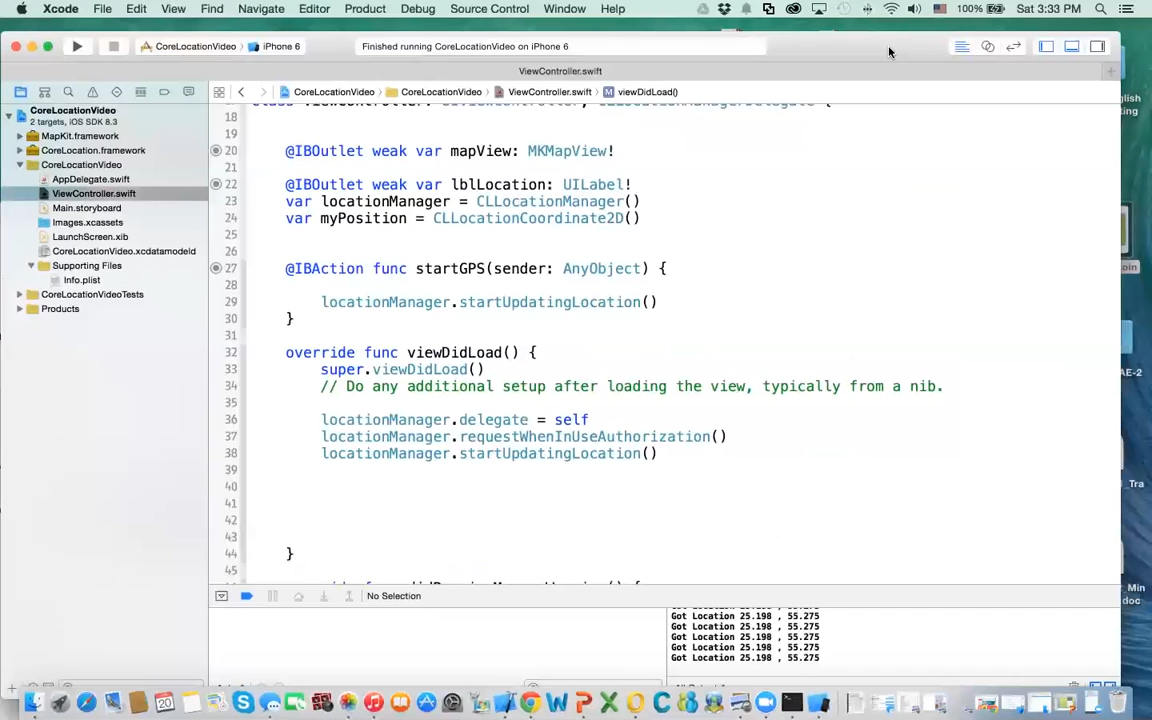 Xcode File Edit View Find Navigate Editor Product Debug Source Control Window Help 100% Sat 3:33 PM
CoreLocationVideo iPhone 6 Finished running CoreLocationVideo on iPhone 6
ViewController.swift
CoreLocationVideo CoreLocationVideo ViewController.swift M viewDidLoad()
CoreLocationVideo
2 targets, iOS SDK 8.3
MapKit.framework
CoreLocation.framework
CoreLocationVideo
AppDelegate.swift
ViewController.swift
Main.storyboard
Images.xcassets
LaunchScreen.xib
CoreLocationVideo.xcdatamodeld
Supporting Files
Info.plist
CoreLocationVideoTests
Products
18
19
20 @IBOutlet weak var mapView: MKMapView!
21
22 @IBOutlet weak var lblLocation: UILabel!
23 var locationManager = CLLocationManager()
24 var myPosition = CLLocationCoordinate2D()
25
26
27 @IBAction func startGPS(sender: AnyObject) {
28
29 locationManager.startUpdatingLocation()
30 }
31
32 override func viewDidLoad() {
33 super.viewDidLoad()
34 // Do any additional setup after loading the view, typically from a nib.
35
36 locationManager.delegate = self
37 locationManager.requestWhenInUseAuthorization()
38 locationManager.startUpdatingLocation()
39
40
41
42
43
44 }
45
No Selection
Got Location 25.198 , 55.275
Got Location 25.198 , 55.275
Got Location 25.198 , 55.275
Got Location 25.198 , 55.275
Got Location 25.198 , 55.275